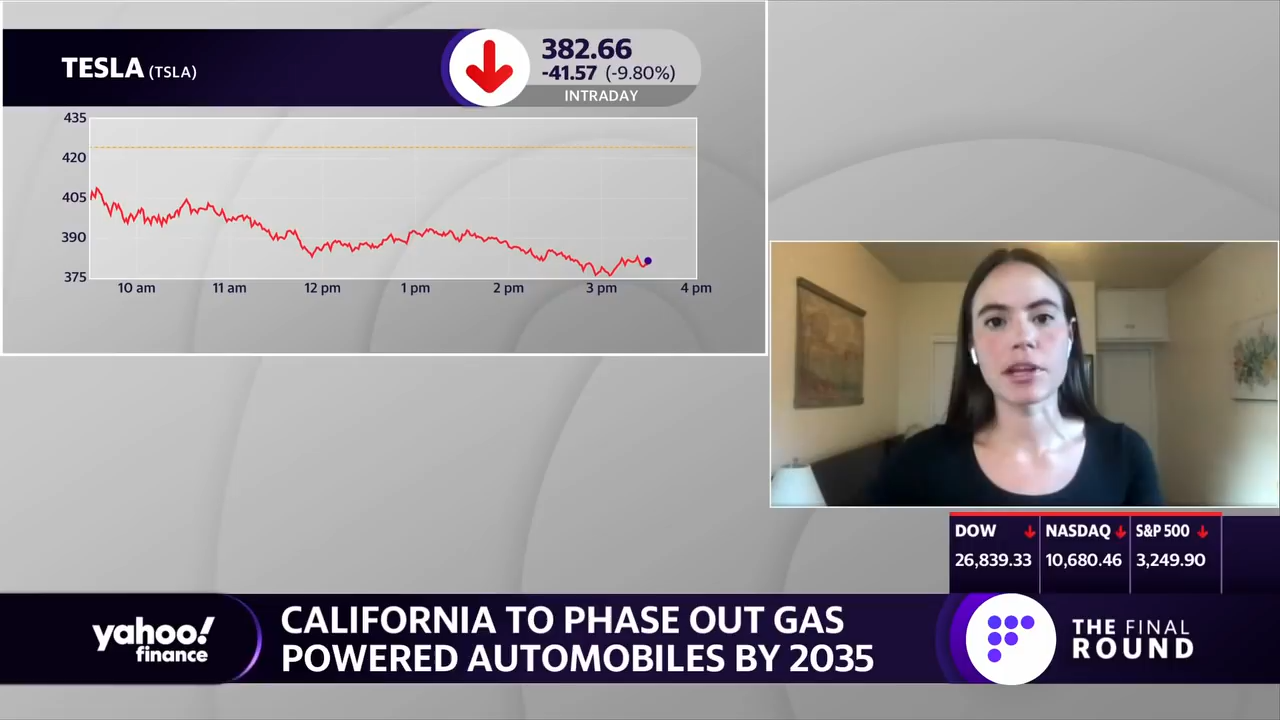 TESLA (TSLA)
382.66
-41.57 (-9.80%)
INTRADAY
435
420
405
390
375
10 am 11 am 12 pm 1 pm 2 pm 3 pm 4 pm
DOW NASDAQ S&P 500
26,839.33 10,680.46 3,249.90
yahoo!
finance
CALIFORNIA TO PHASE OUT GAS
POWERED AUTOMOBILES BY 2035
THE FINAL
ROUND